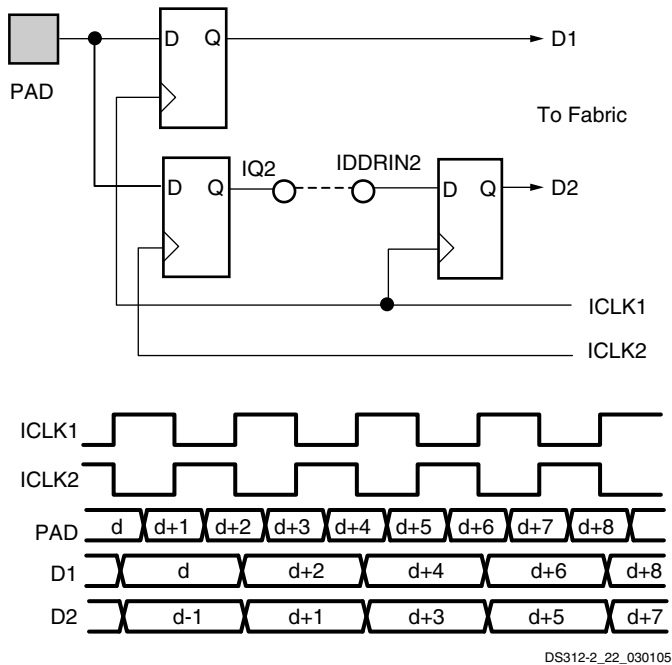 D Q D1
PAD
To Fabric
IQ2 IDDRIN2
D Q D Q D2
ICLK1
ICLK2
ICLK1
ICLK2
PAD d d+1 d+2 d+3 d+4 d+5 d+6 d+7 d+8
D1 d d+2 d+4 d+6 d+8
D2 d-1 d+1 d+3 d+5 d+7
DS312-2_22_030105